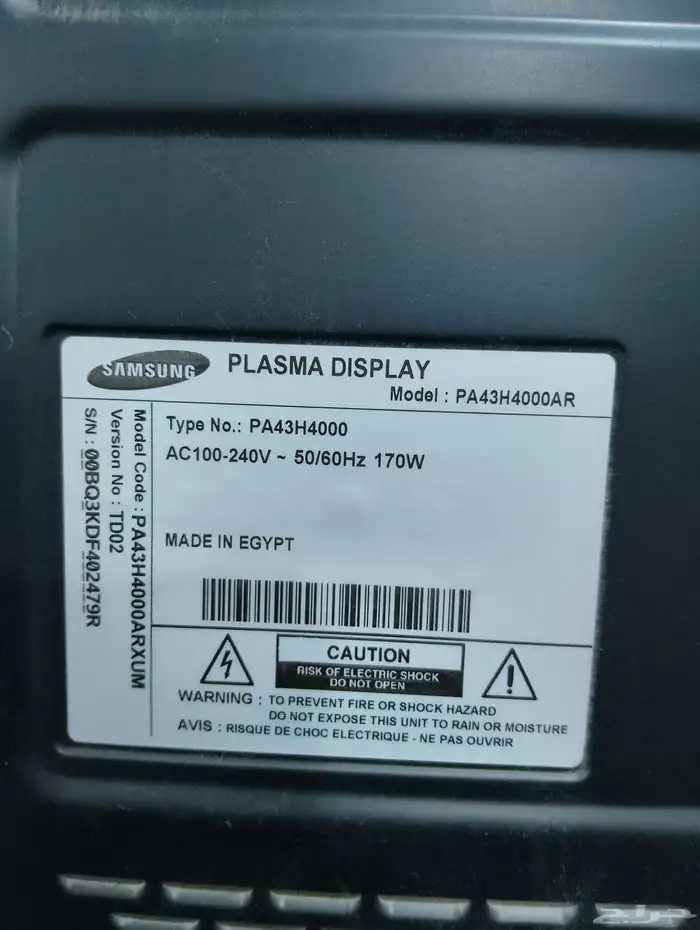 SAMSUNG
PLASMA DISPLAY
Model : PA43H4000AR
Type No.: PA43H4000
AC100-240V ~ 50/60Hz 170W
MADE IN EGYPT
Model Code : PA43H4000ARXUM
Version No : TD02
S/N : 00BQ3KDF402479R
CAUTION
RISK OF ELECTRIC SHOCK
DO NOT OPEN
WARNING : TO PREVENT FIRE OR SHOCK HAZARD
DO NOT EXPOSE THIS UNIT TO RAIN OR MOISTURE
AVIS : RISQUE DE CHOC ELECTRIQUE - NE PAS OUVRIR
حراج